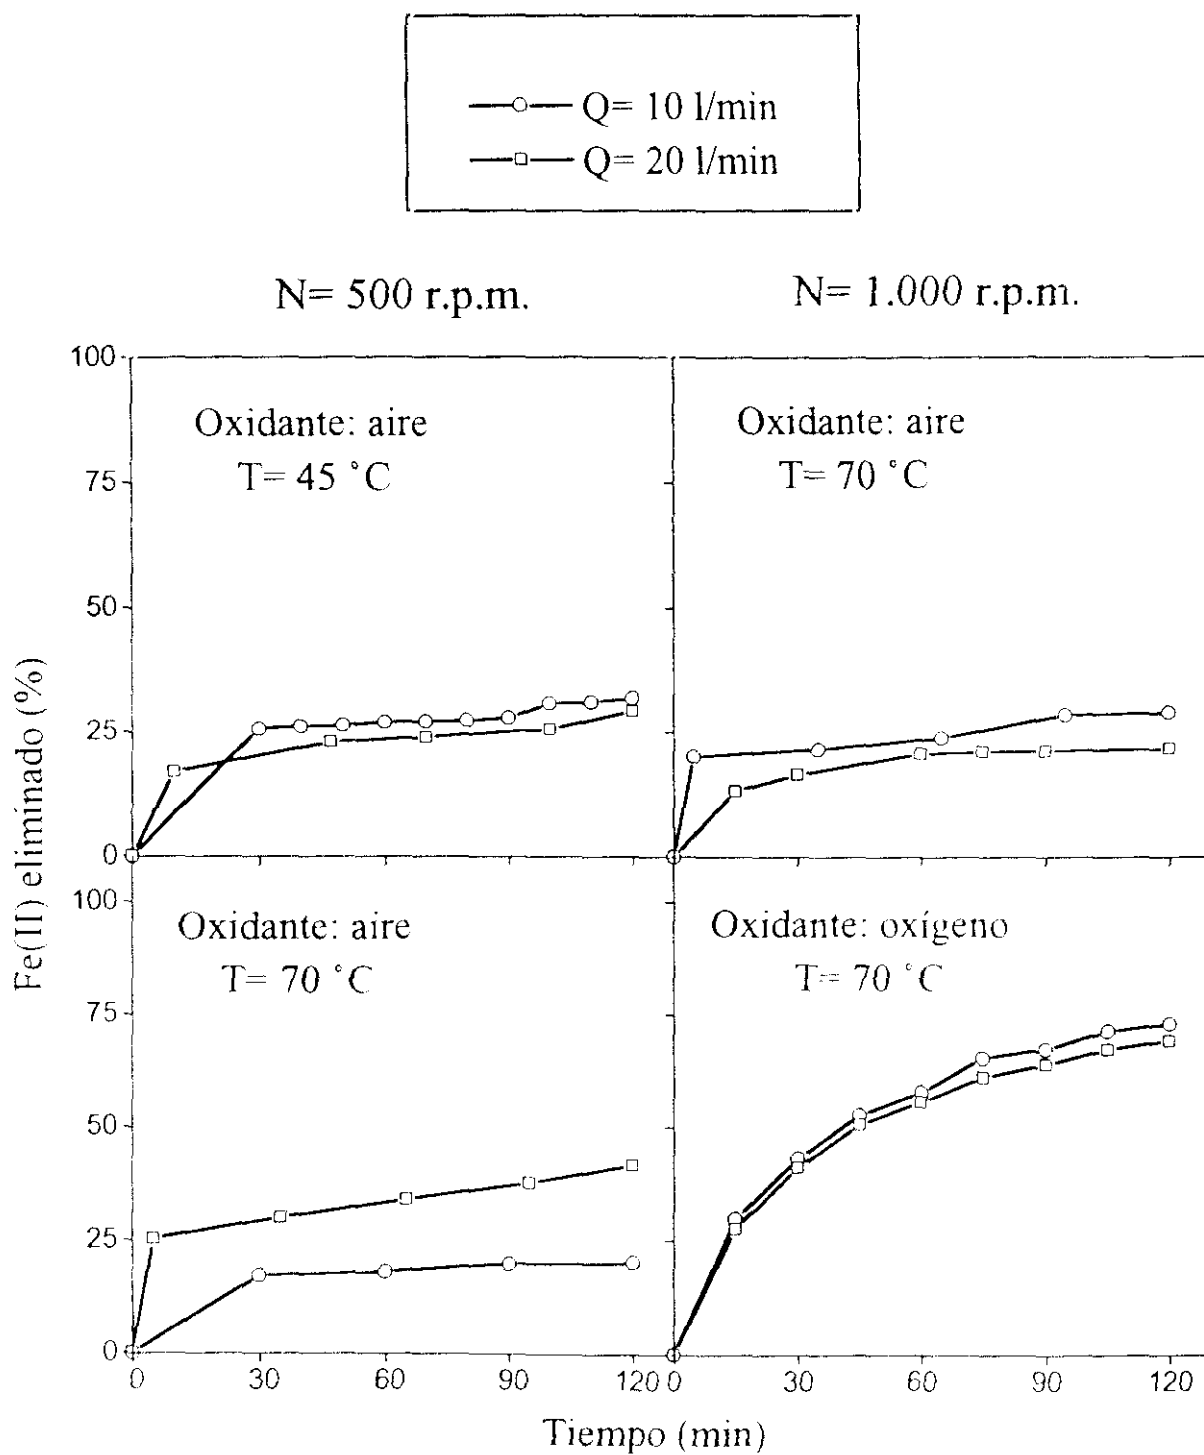 Q= 10 l/min
Q= 20 l/min
N= 500 r.p.m.
N= 1.000 r.p.m.
Fe(II) eliminado (%)
100
75
50
25
0
Oxidante: aire
T= 45 °C
Oxidante: aire
T= 70 °C
100
75
50
25
0
Oxidante: aire
T= 70 °C
Oxidante: oxígeno
T= 70 °C
0 30 60 90 120 0 30 60 90 120
Tiempo (min)